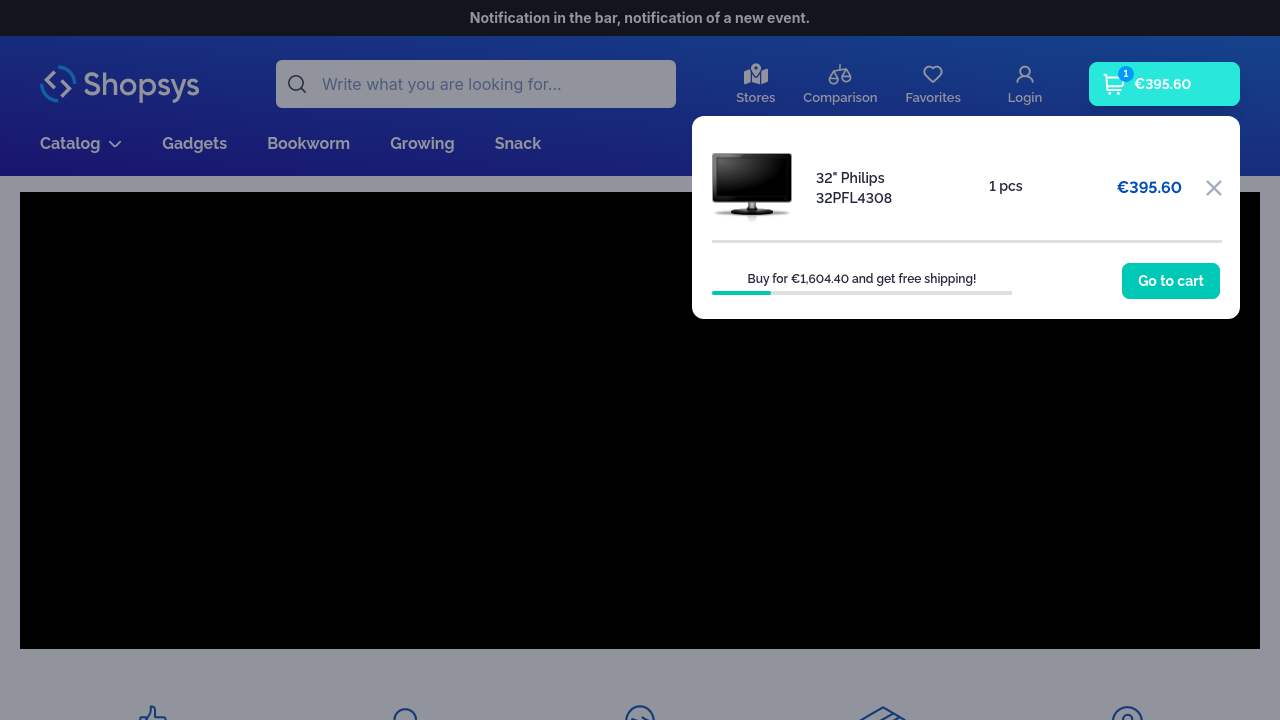 Notification in the bar, notification of a new event.
Shopsys
Write what you are looking for...
Stores
Comparison
Favorites
Login
1
€395.60
Catalog
Gadgets
Bookworm
Growing
Snack
32" Philips
32PFL4308
1 pcs
€395.60
Buy for €1,604.40 and get free shipping!
Go to cart